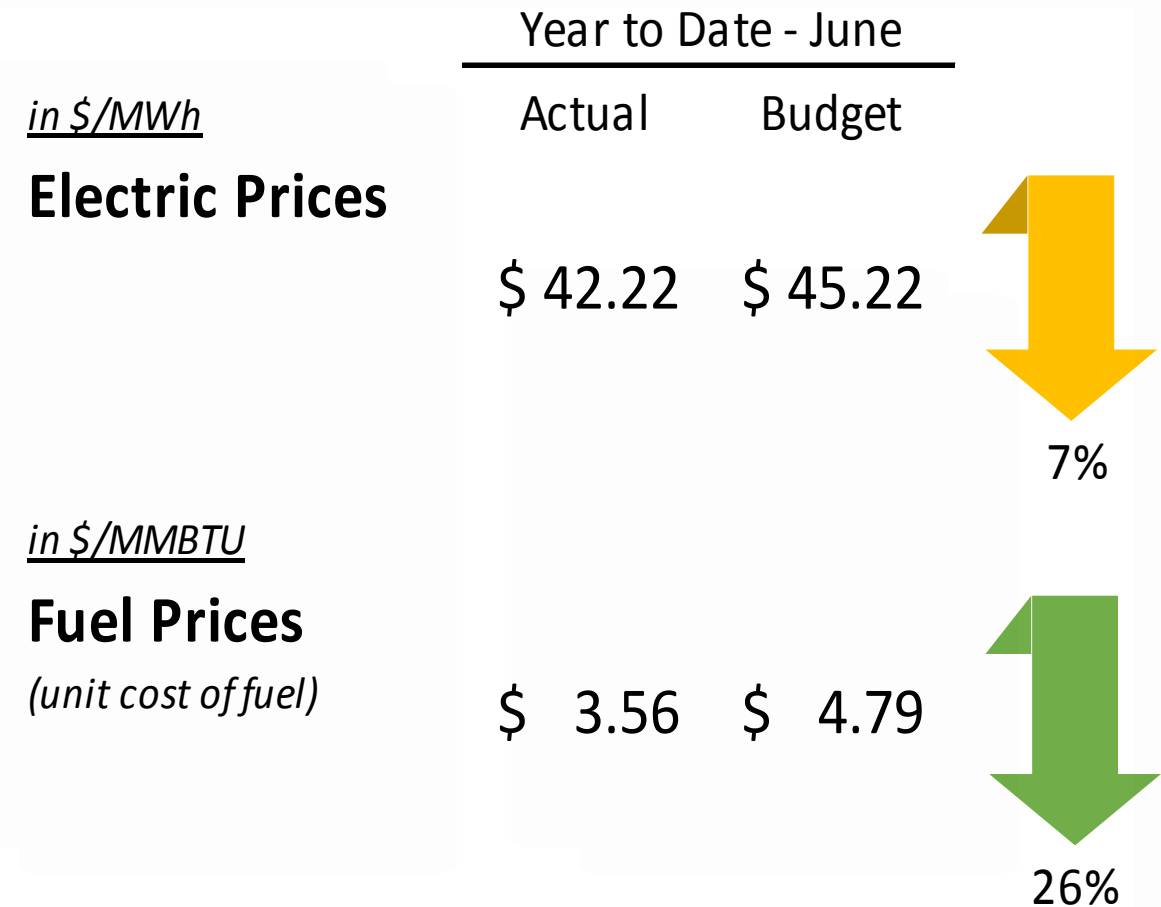 Year to Date - June
in $/MWh Actual Budget
Electric Prices
$ 42.22 $ 45.22
7%
in $/MMBTU
Fuel Prices
(unit cost of fuel)
$ 3.56 $ 4.79
26%